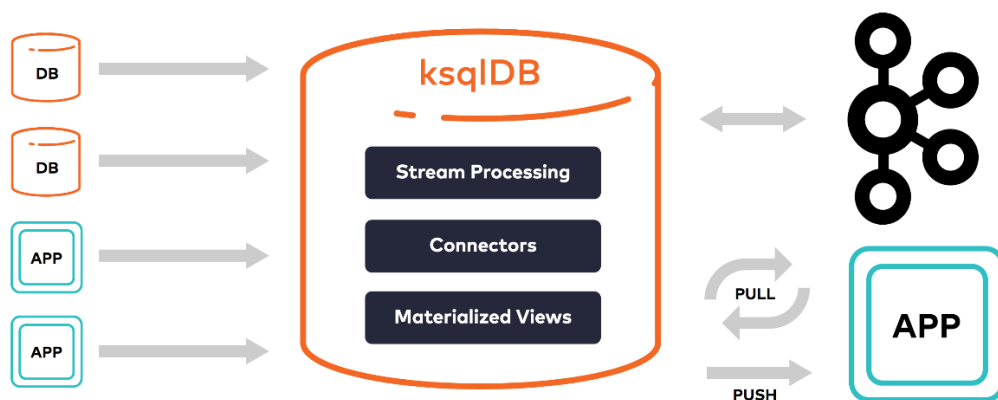 DB
DB
APP
APP
ksqlDB
Stream Processing
Connectors
Materialized Views
PULL
PUSH
APP